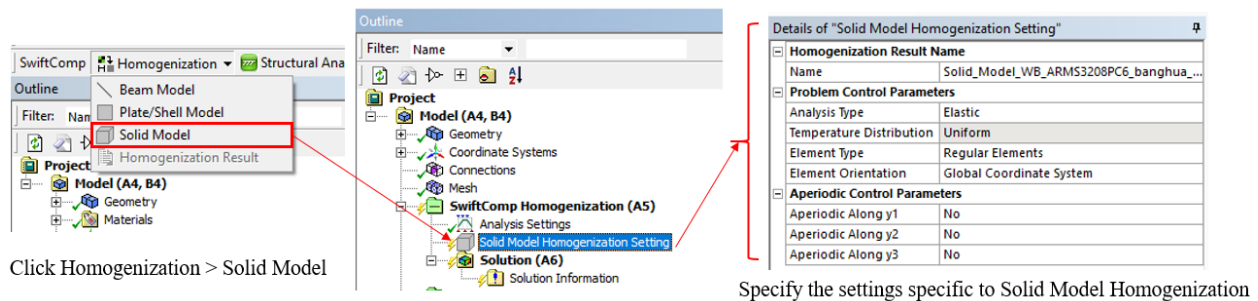 SwiftComp Homogenization Structural Ana
Outline
Filter: Nam
Beam Model
Plate/Shell Model
Solid Model
Homogenization Result
Project
Model (A4, B4)
Geometry
Materials
Click Homogenization > Solid Model
Outline
Filter: Name
Project
Model (A4, B4)
Geometry
Coordinate Systems
Connections
Mesh
SwiftComp Homogenization (A5)
Analysis Settings
Solid Model Homogenization Setting
Solution (A6)
Solution Information
Details of "Solid Model Homogenization Setting"
Homogenization Result Name
Name Solid_Model_WB_ARMS3208PC6_banghua_...
Problem Control Parameters
Analysis Type Elastic
Temperature Distribution Uniform
Element Type Regular Elements
Element Orientation Global Coordinate System
Aperiodic Control Parameters
Aperiodic Along y1 No
Aperiodic Along y2 No
Aperiodic Along y3 No
Specify the settings specific to Solid Model Homogenization